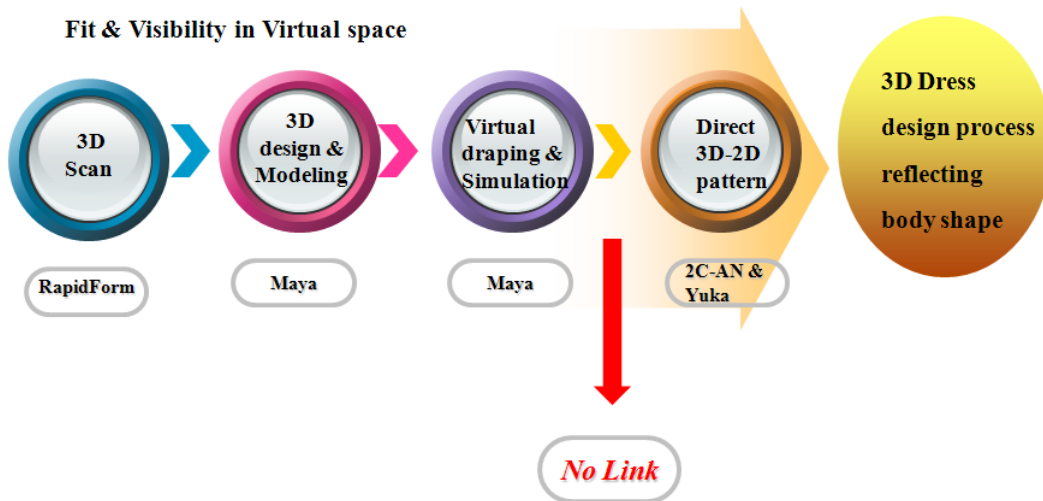 Fit & Visibility in Virtual space
3D
Scan
3D
design &
Modeling
Virtual
draping &
Simulation
Direct
3D-2D
pattern
3D Dress
design process
reflecting
body shape
RapidForm
Maya
Maya
2C-AN &
Yuka
No Link